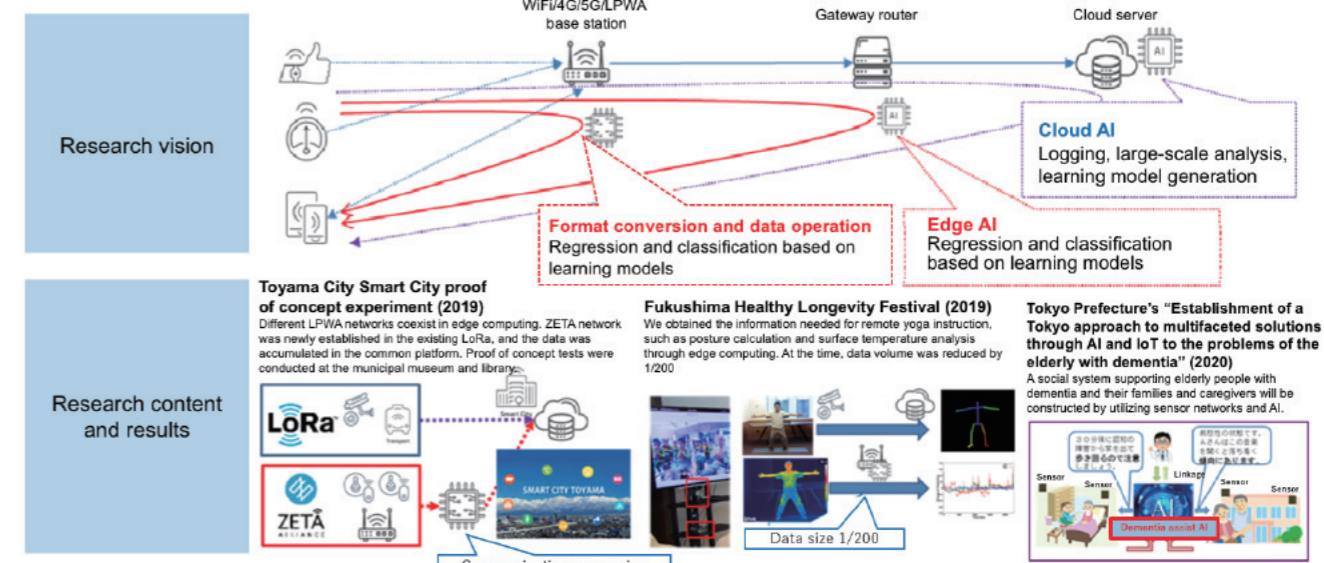 WiFi/4G/5G/LPWA
base station
Gateway router
Cloud server
AI
Research vision
AI
Cloud AI
Logging, large-scale analysis,
learning model generation
Format conversion and data operation
Regression and classification based on
learning models
Edge AI
Regression and classification
based on learning models
Research content
and results
Toyama City Smart City proof
of concept experiment (2019)
Different LPWA networks coexist in edge computing. ZETA network
was newly established in the existing LoRa, and the data was
accumulated in the common platform. Proof of concept tests were
conducted at the municipal museum and library.
LoRa
Transport
Smart City
ZETA
ALLIANCE
SMART CITY TOYAMA
Fukushima Healthy Longevity Festival (2019)
We obtained the information needed for remote yoga instruction,
such as posture calculation and surface temperature analysis
through edge computing. At the time, data volume was reduced by
1/200
Data size 1/200
Tokyo Prefecture's “Establishment of a
Tokyo approach to multifaceted solutions
through AI and IoT to the problems of the
elderly with dementia” (2020)
A social system supporting elderly people with
dementia and their families and caregivers will be
constructed by utilizing sensor networks and AI.
Sensor
Sensor
Linkage
Sensor
Sensor
AI
Dementia assist AI